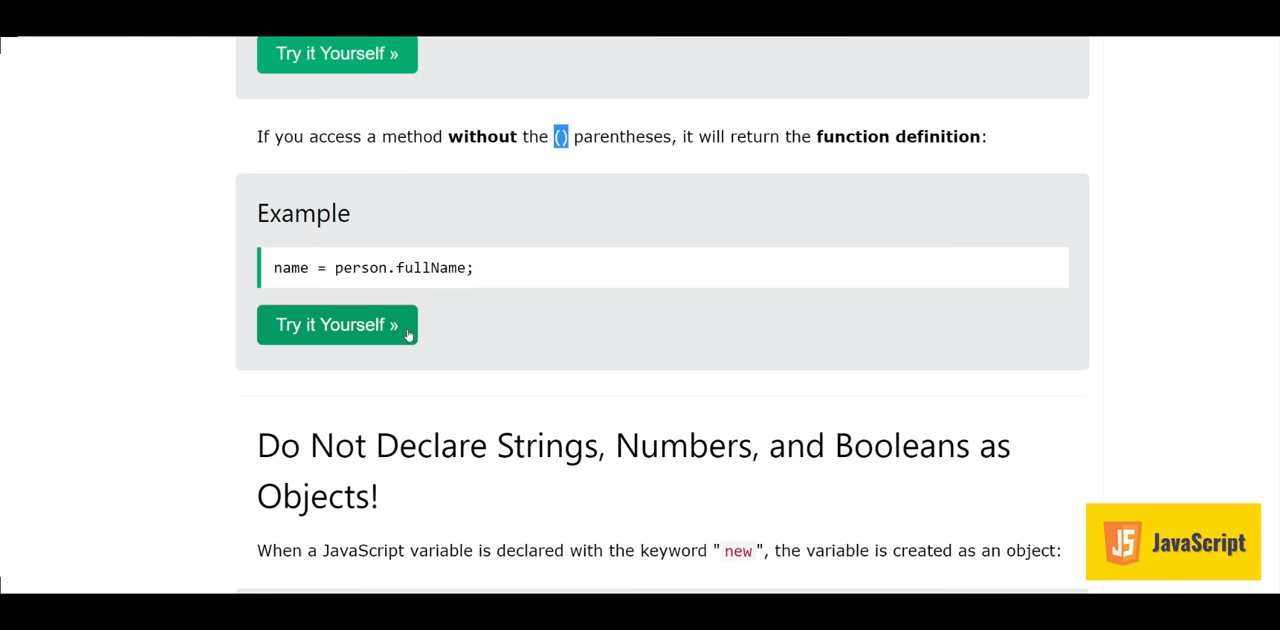 Try it Yourself »
If you access a method without the () parentheses, it will return the function definition:
Example
name = person.fullName;
Try it Yourself »
Do Not Declare Strings, Numbers, and Booleans as
Objects!
When a JavaScript variable is declared with the keyword "new", the variable is created as an object:
JS JavaScript